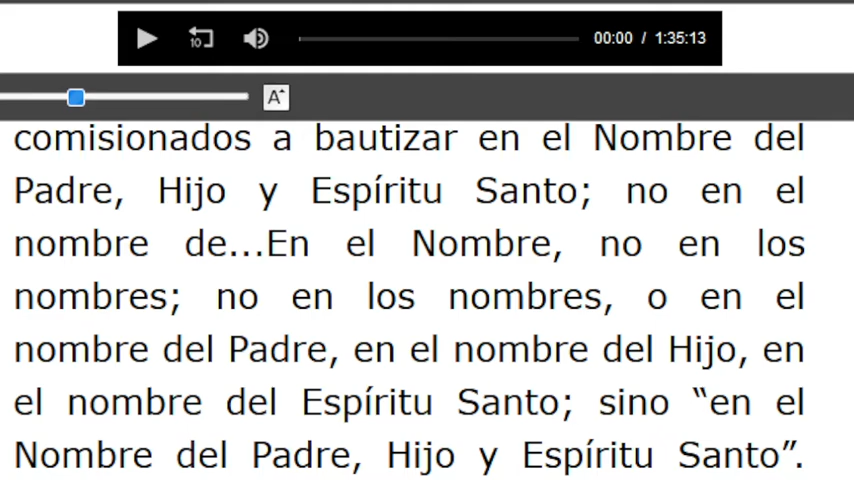 10
00:00 / 1:35:13
A
comisionados a bautizar en el Nombre del
Padre, Hijo y Espíritu Santo; no en el
nombre de...En el Nombre, no en los
nombres; no en los nombres, o en el
nombre del Padre, en el nombre del Hijo, en
el nombre del Espíritu Santo; sino “en el
Nombre del Padre, Hijo y Espíritu Santo”.